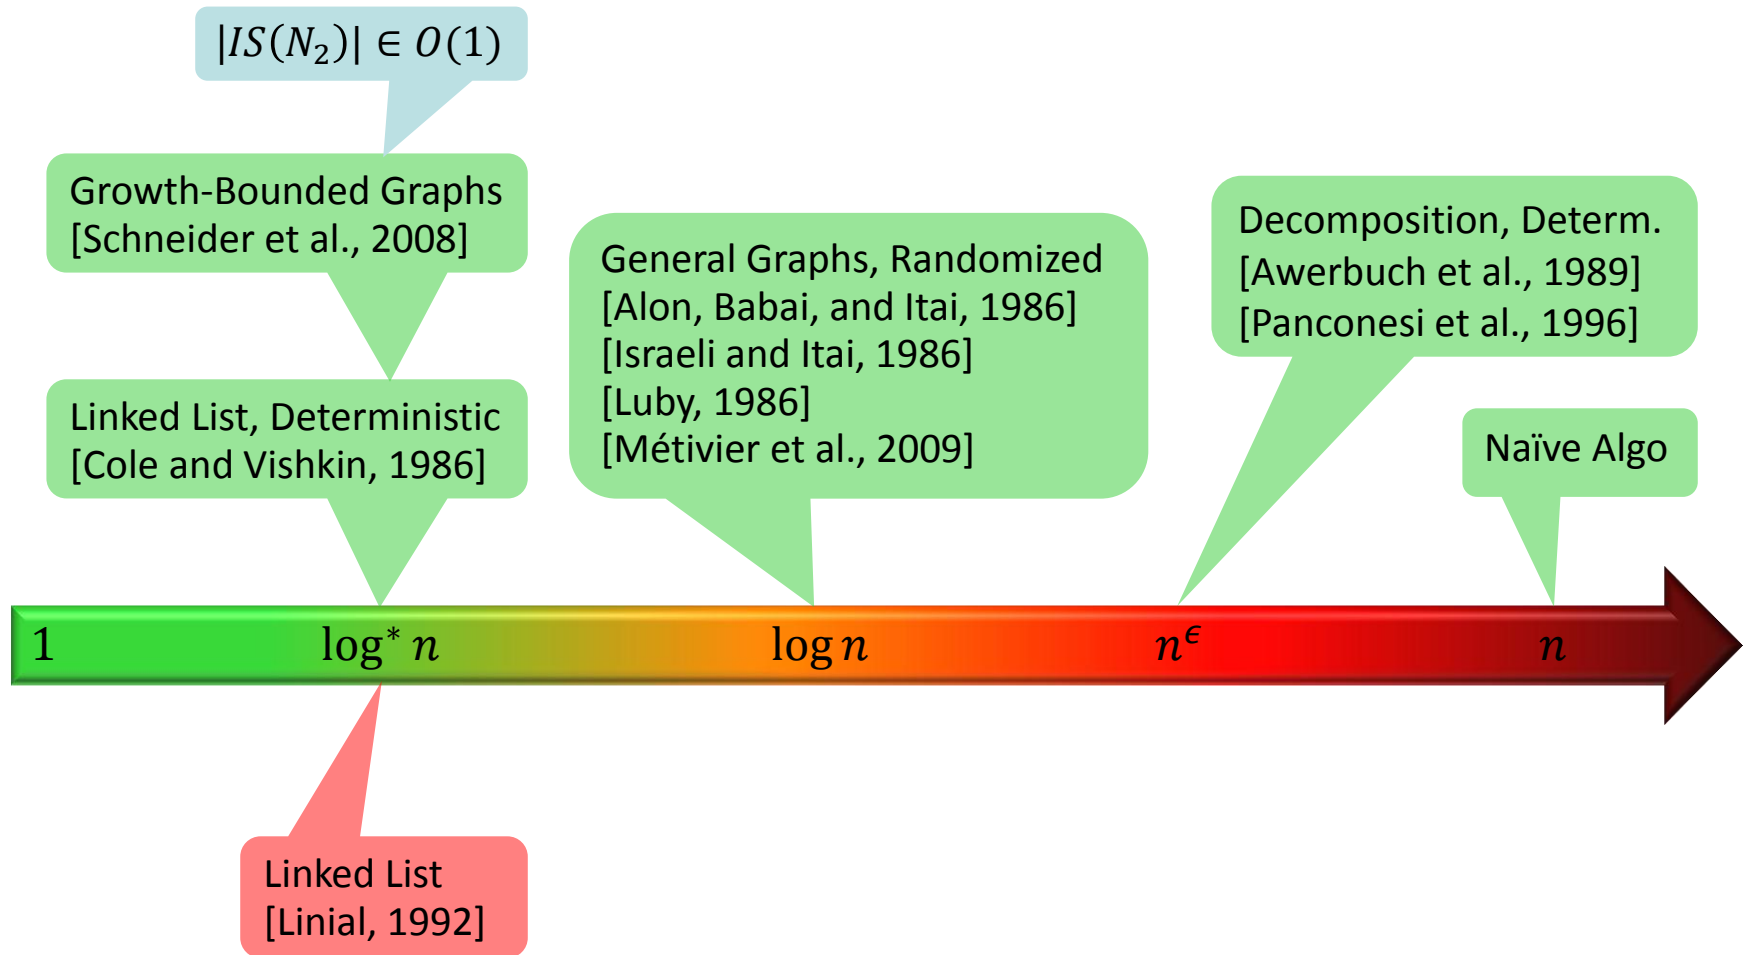 |IS(N₂)| ∈ O(1)
Growth-Bounded Graphs
[Schneider et al., 2008]
Linked List, Deterministic
[Cole and Vishkin, 1986]
General Graphs, Randomized
[Alon, Babai, and Itai, 1986]
[Israeli and Itai, 1986]
[Luby, 1986]
[Métivier et al., 2009]
Decomposition, Determ.
[Awerbuch et al., 1989]
[Panconesi et al., 1996]
Naïve Algo
1
log* n
log n
n^ϵ
n
Linked List
[Linial, 1992]